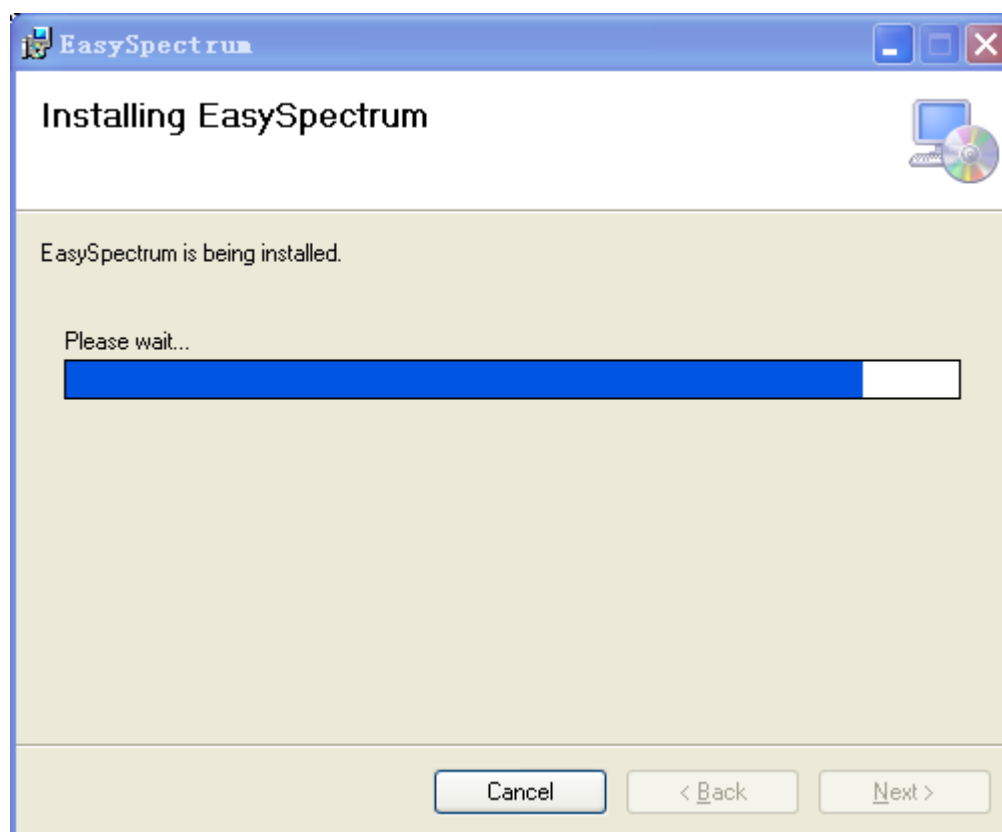 EasySpectrum
Installing EasySpectrum
EasySpectrum is being installed.
Please wait...
Cancel
< Back
Next >